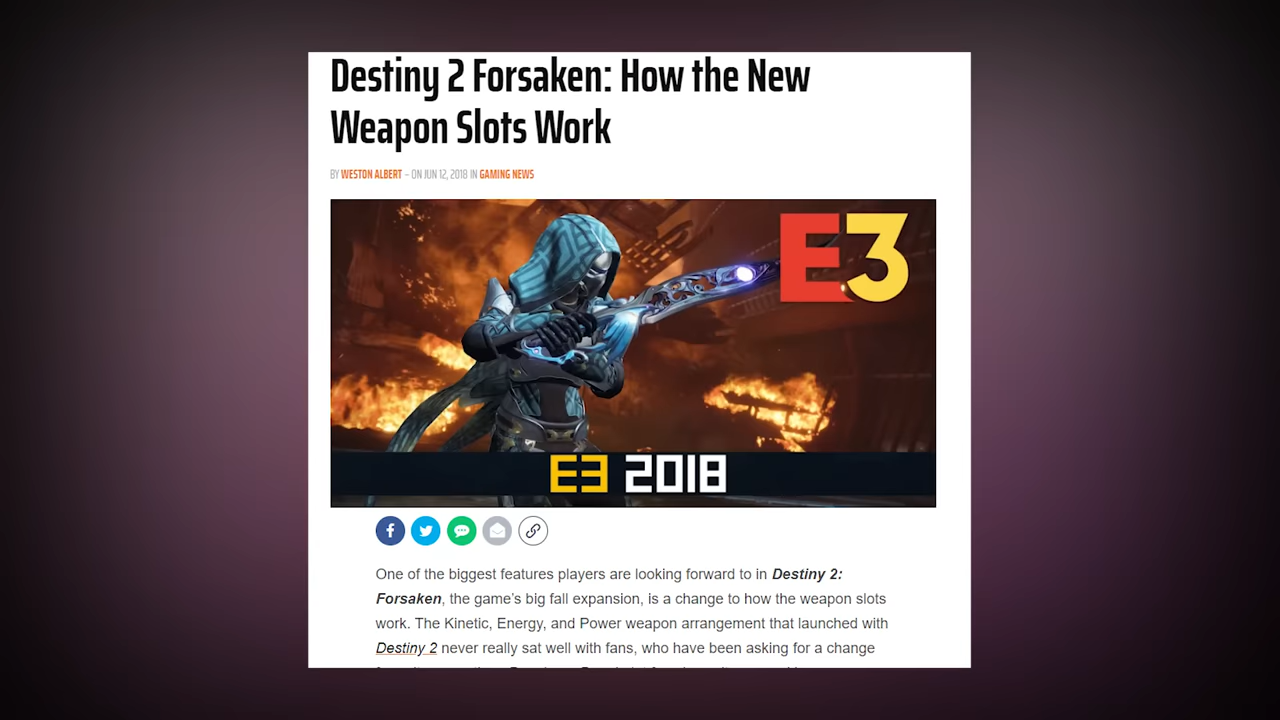 Destiny 2 Forsaken: How the New
Weapon Slots Work
BY WESTON ALBERT – ON JUN 12, 2018 IN GAMING NEWS
E3
E3 2018
One of the biggest features players are looking forward to in Destiny 2:
Forsaken, the game's big fall expansion, is a change to how the weapon slots
work. The Kinetic, Energy, and Power weapon arrangement that launched with
Destiny 2 never really sat well with fans, who have been asking for a change